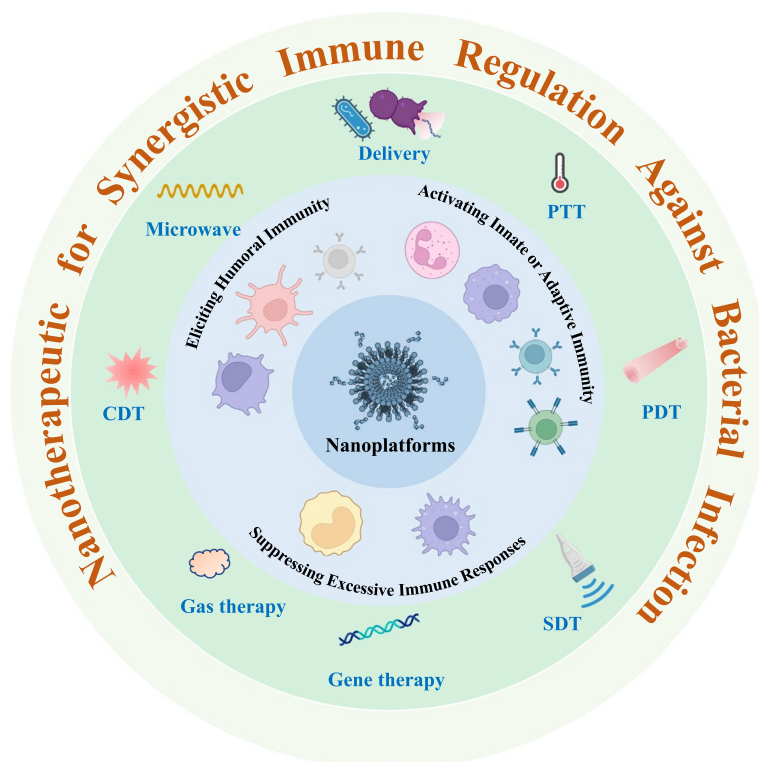 Nanotherapeutic for Synergistic Immune Regulation Against Bacterial Infection
Delivery
PTT
PDT
SDT
Gene therapy
Gas therapy
CDT
Microwave
Eliciting Humoral Immunity
Activating Innate or Adaptive Immunity
Suppressing Excessive Immune Responses
Nanoplatforms